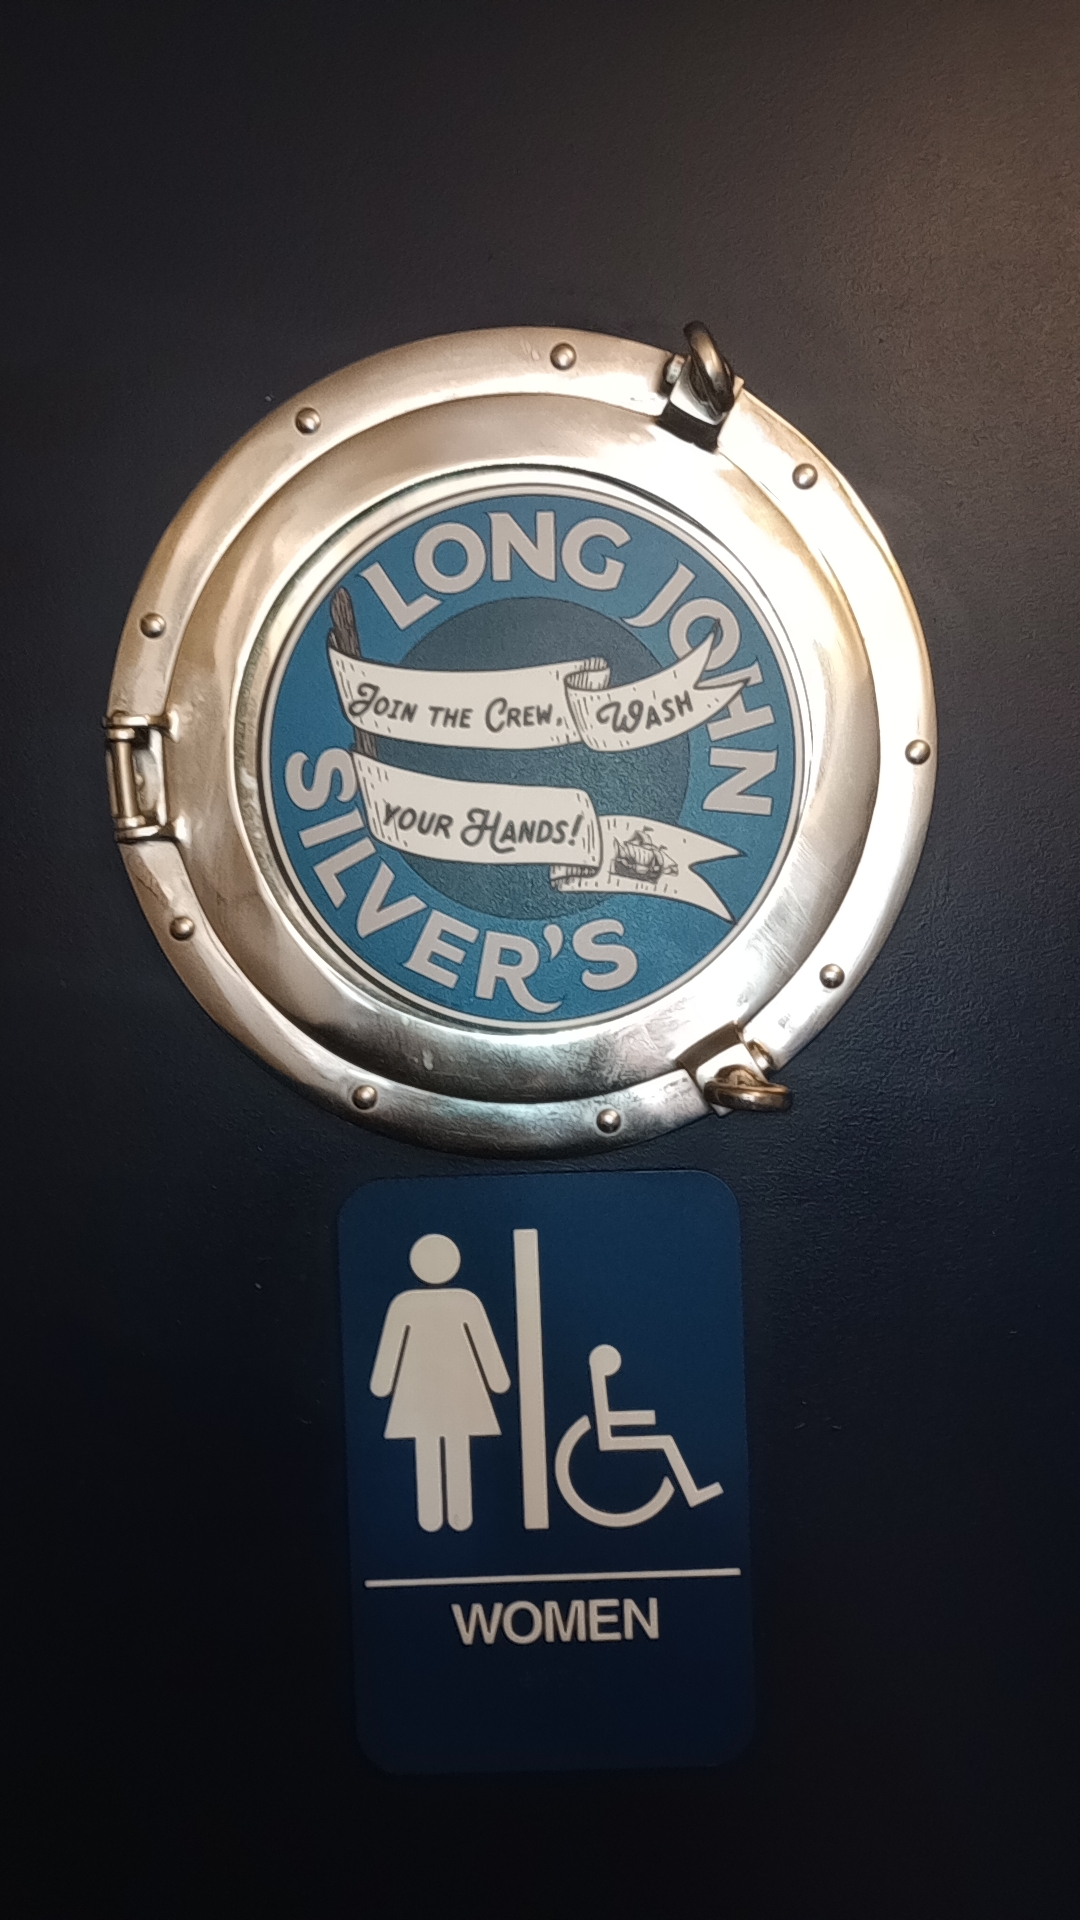 LONG JOHN
JOIN THE CREW. WASH
YOUR HANDS!
SILVER'S
WOMEN